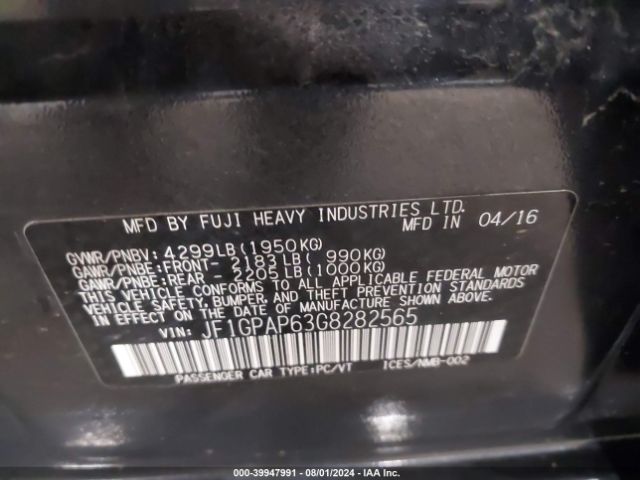 MFD BY FUJI HEAVY INDUSTRIES LTD.
MFD IN 04/16
GVWR/PNBV: 4299LB(1950KG)
GAWR/PNBE:FRONT- 2183LB( 990KG)
GAWR/PNBE:REAR - 2205LB(1000KG)
THIS VEHICLE CONFORMS TO ALL APPLICABLE FEDERAL MOTOR
VEHICLE SAFETY, BUMPER, AND THEFT PREVENTION STANDARDS
IN EFFECT ON THE DATE OF MANUFACTURE SHOWN ABOVE.
VIN: JF1GPAP63G8282565
PASSENGER CAR TYPE:PC/VT ICES/NMB-002
000-39947991 - 08/01/2024 - IAA Inc.